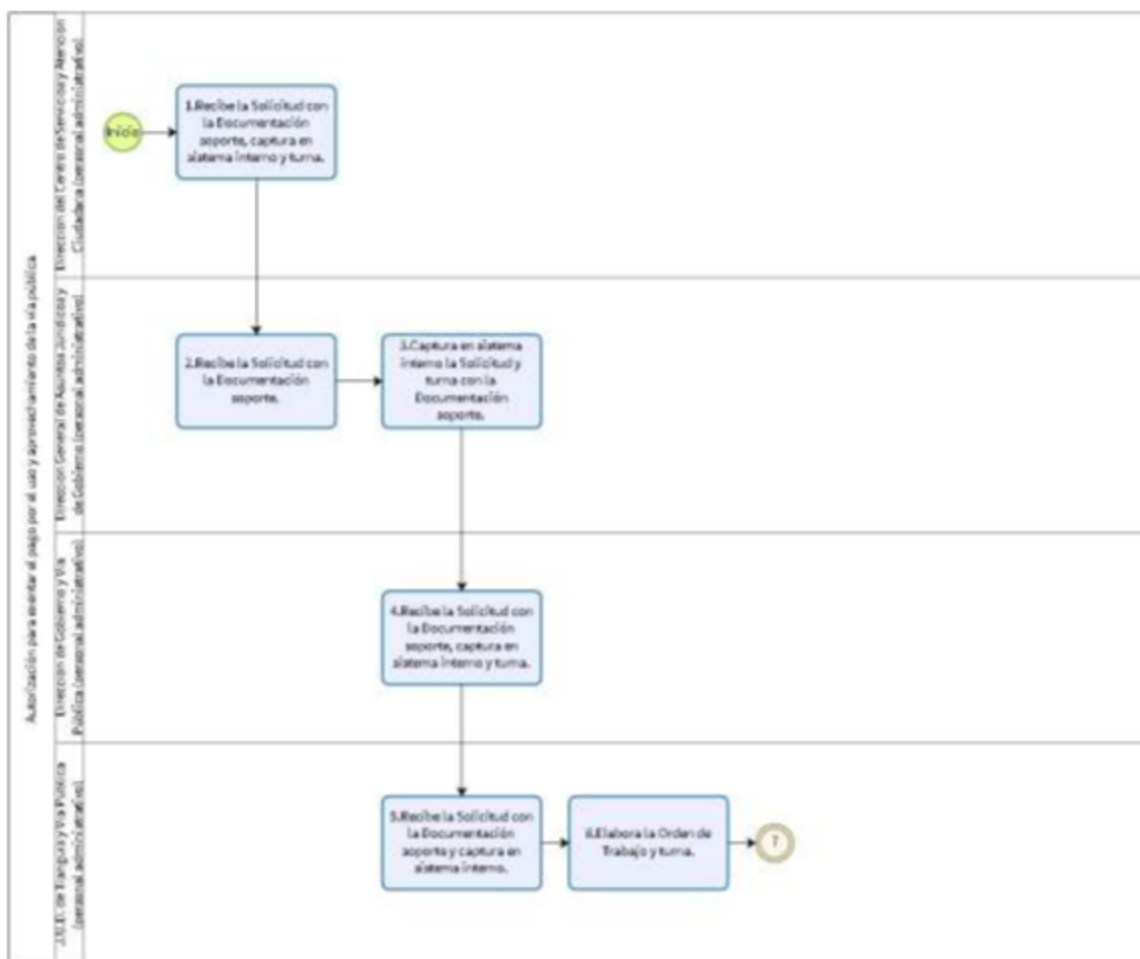 Autorización para exentar el pago por el uso y aprovechamiento de la vía pública
Dirección del Centro de Servicios y Atención
Ciudadana (personal administrativo)
Inicio
1.Recibe la Solicitud con
la Documentación
soporte, captura en
sistema interno y turna.
Dirección General de Asuntos Jurídicos y
de Gobierno (personal administrativo)
2.Recibe la Solicitud con
la Documentación
soporte.
3.Captura en sistema
interno la Solicitud y
turna con la
Documentación
soporte.
Dirección de Gobierno y Vía
Pública (personal administrativo)
4.Recibe la Solicitud con
la Documentación
soporte, captura en
sistema interno y turna.
J.U.D. de Tianguis y Vía Pública
(personal administrativo)
5.Recibe la Solicitud con
la Documentación
soporte y captura en
sistema interno.
6.Elabora la Orden de
Trabajo y turna.
7